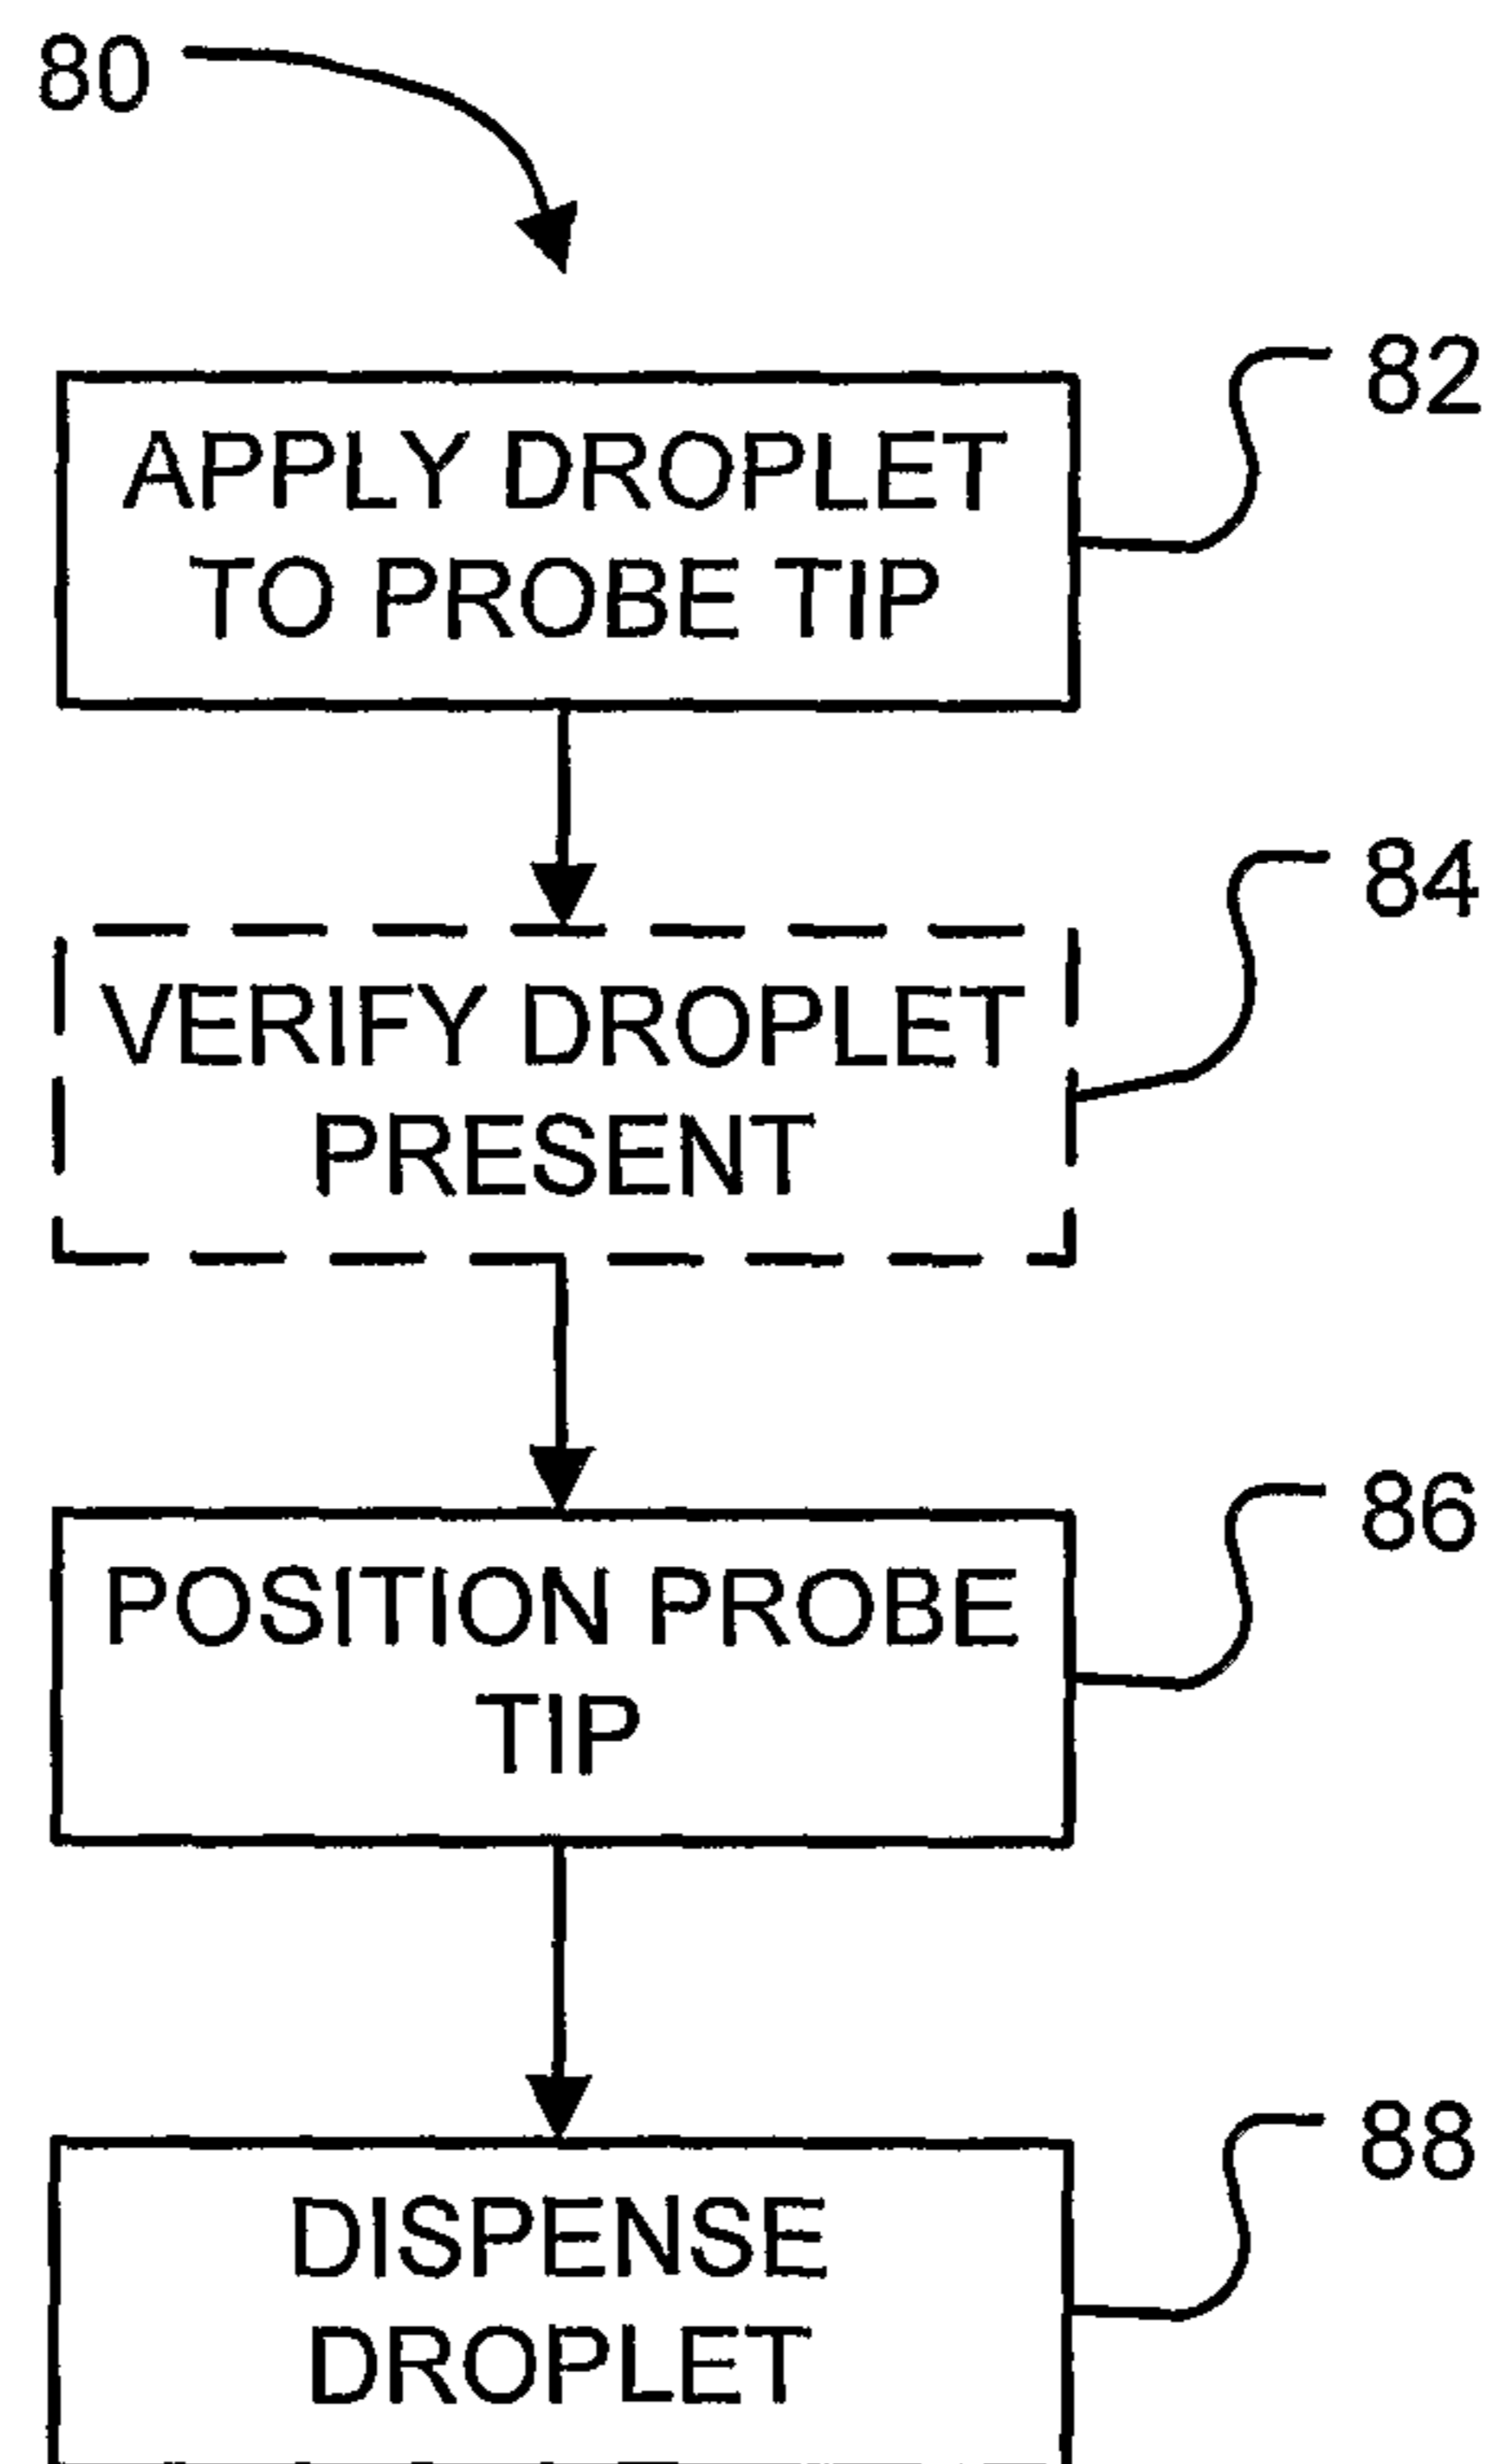 80
82
APPLY DROPLET
TO PROBE TIP
84
VERIFY DROPLET
PRESENT
86
POSITION PROBE
TIP
88
DISPENSE
DROPLET